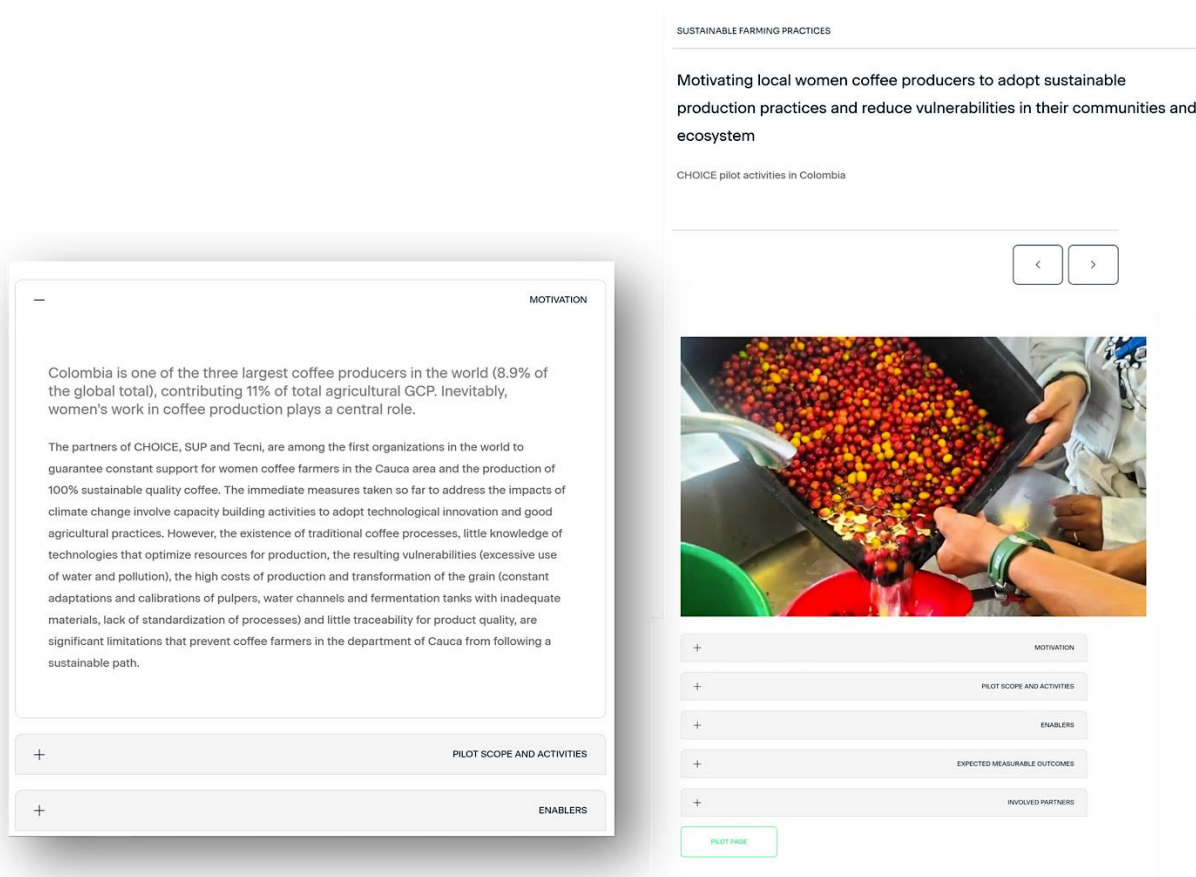 SUSTAINABLE FARMING PRACTICES
Motivating local women coffee producers to adopt sustainable
production practices and reduce vulnerabilities in their communities and
ecosystem
CHOICE pilot activities in Colombia
MOTIVATION
Colombia is one of the three largest coffee producers in the world (8.9% of
the global total), contributing 11% of total agricultural GCP. Inevitably,
women's work in coffee production plays a central role.
The partners of CHOICE, SUP and Tecni, are among the first organizations in the world to
guarantee constant support for women coffee farmers in the Cauca area and the production of
100% sustainable quality coffee. The immediate measures taken so far to address the impacts of
climate change involve capacity building activities to adopt technological innovation and good
agricultural practices. However, the existence of traditional coffee processes, little knowledge of
technologies that optimize resources for production, the resulting vulnerabilities (excessive use
of water and pollution), the high costs of production and transformation of the grain (constant
adaptations and calibrations of pulpers, water channels and fermentation tanks with inadequate
materials, lack of standardization of processes) and little traceability for product quality, are
significant limitations that prevent coffee farmers in the department of Cauca from following a
sustainable path.
PILOT SCOPE AND ACTIVITIES
ENABLERS
MOTIVATION
PILOT SCOPE AND ACTIVITIES
ENABLERS
EXPECTED MEASURABLE OUTCOMES
INVOLVED PARTNERS
PILOT PAGE